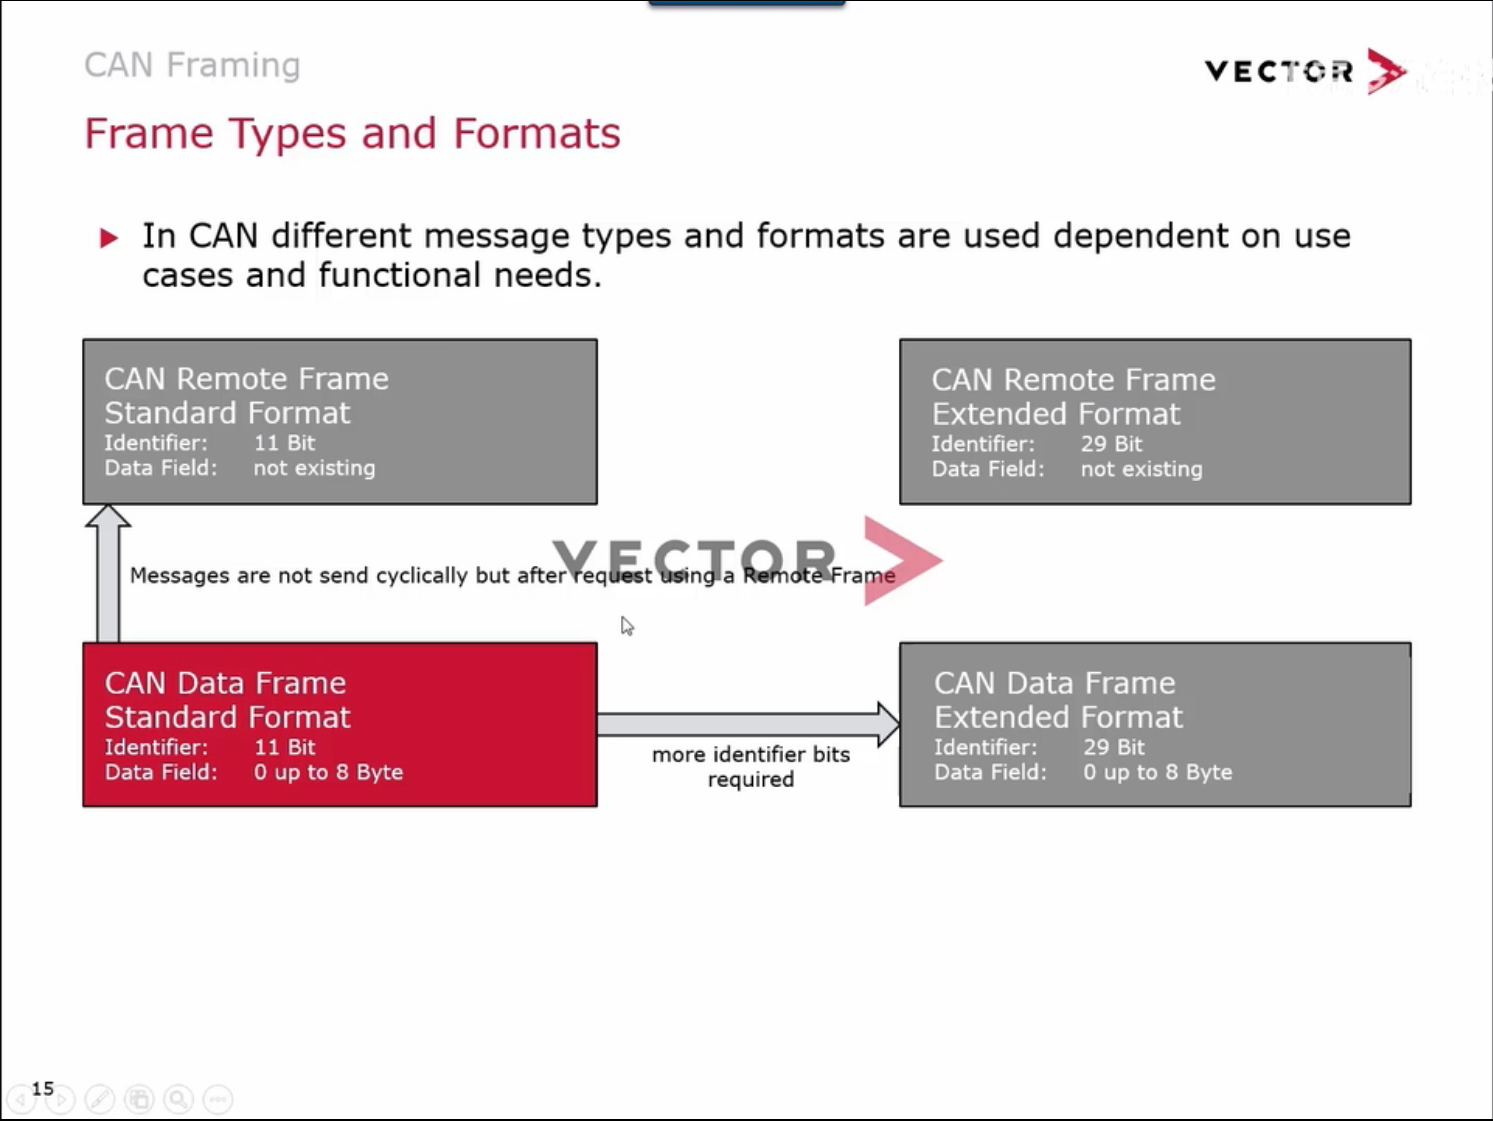 CAN Framing
VECTOR
Frame Types and Formats
In CAN different message types and formats are used dependent on use
cases and functional needs.
CAN Remote Frame
Standard Format
Identifier: 11 Bit
Data Field: not existing
CAN Remote Frame
Extended Format
Identifier: 29 Bit
Data Field: not existing
VECTOR
Messages are not send cyclically but after request using a Remote Frame
CAN Data Frame
Standard Format
Identifier: 11 Bit
Data Field: 0 up to 8 Byte
more identifier bits
required
CAN Data Frame
Extended Format
Identifier: 29 Bit
Data Field: 0 up to 8 Byte
15